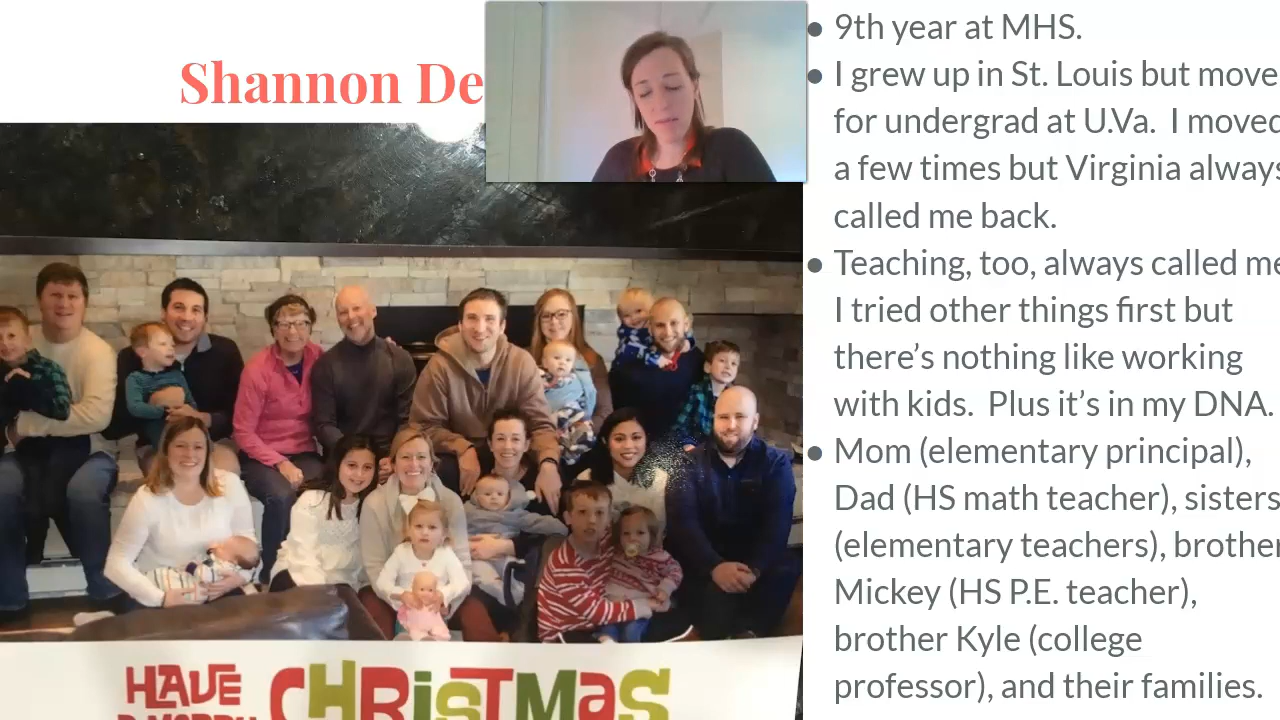 Shannon De
9th year at MHS.
I grew up in St. Louis but move
for undergrad at U.Va. I moved
a few times but Virginia always
called me back.
Teaching, too, always called me
I tried other things first but
there's nothing like working
with kids. Plus it's in my DNA.
Mom (elementary principal),
Dad (HS math teacher), sisters
(elementary teachers), brother
Mickey (HS P.E. teacher),
brother Kyle (college
professor), and their families.
HAVE
A MERRY
CHRISTMAS